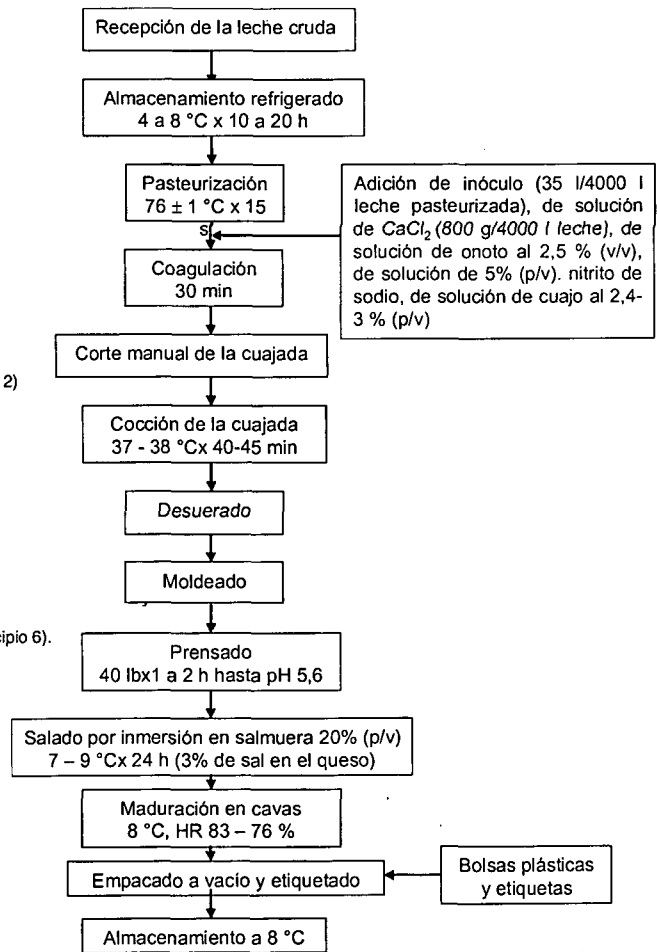 Recepción de la leche cruda
Almacenamiento refrigerado
4 a 8 °C x 10 a 20 h
Pasteurización
76 ± 1 °C x 15
s
Adición de inóculo (35 l/4000 l
leche pasteurizada), de solución
de CaCl₂ (800 g/4000 l leche), de
solución de onoto al 2,5 % (v/v),
de solución de 5% (p/v). nitrito de
sodio, de solución de cuajo al 2,4-
3 % (p/v)
Coagulación
30 min
Corte manual de la cuajada
2)
Cocción de la cuajada
37 - 38 °Cx 40-45 min
Desuerado
Moldeado
cipio 6).
Prensado
40 lbx1 a 2 h hasta pH 5,6
Salado por inmersión en salmuera 20% (p/v)
7 – 9 °Cx 24 h (3% de sal en el queso)
Maduración en cavas
8 °C, HR 83 – 76 %
Empacado a vacío y etiquetado
Bolsas plásticas
y etiquetas
Almacenamiento a 8 °C